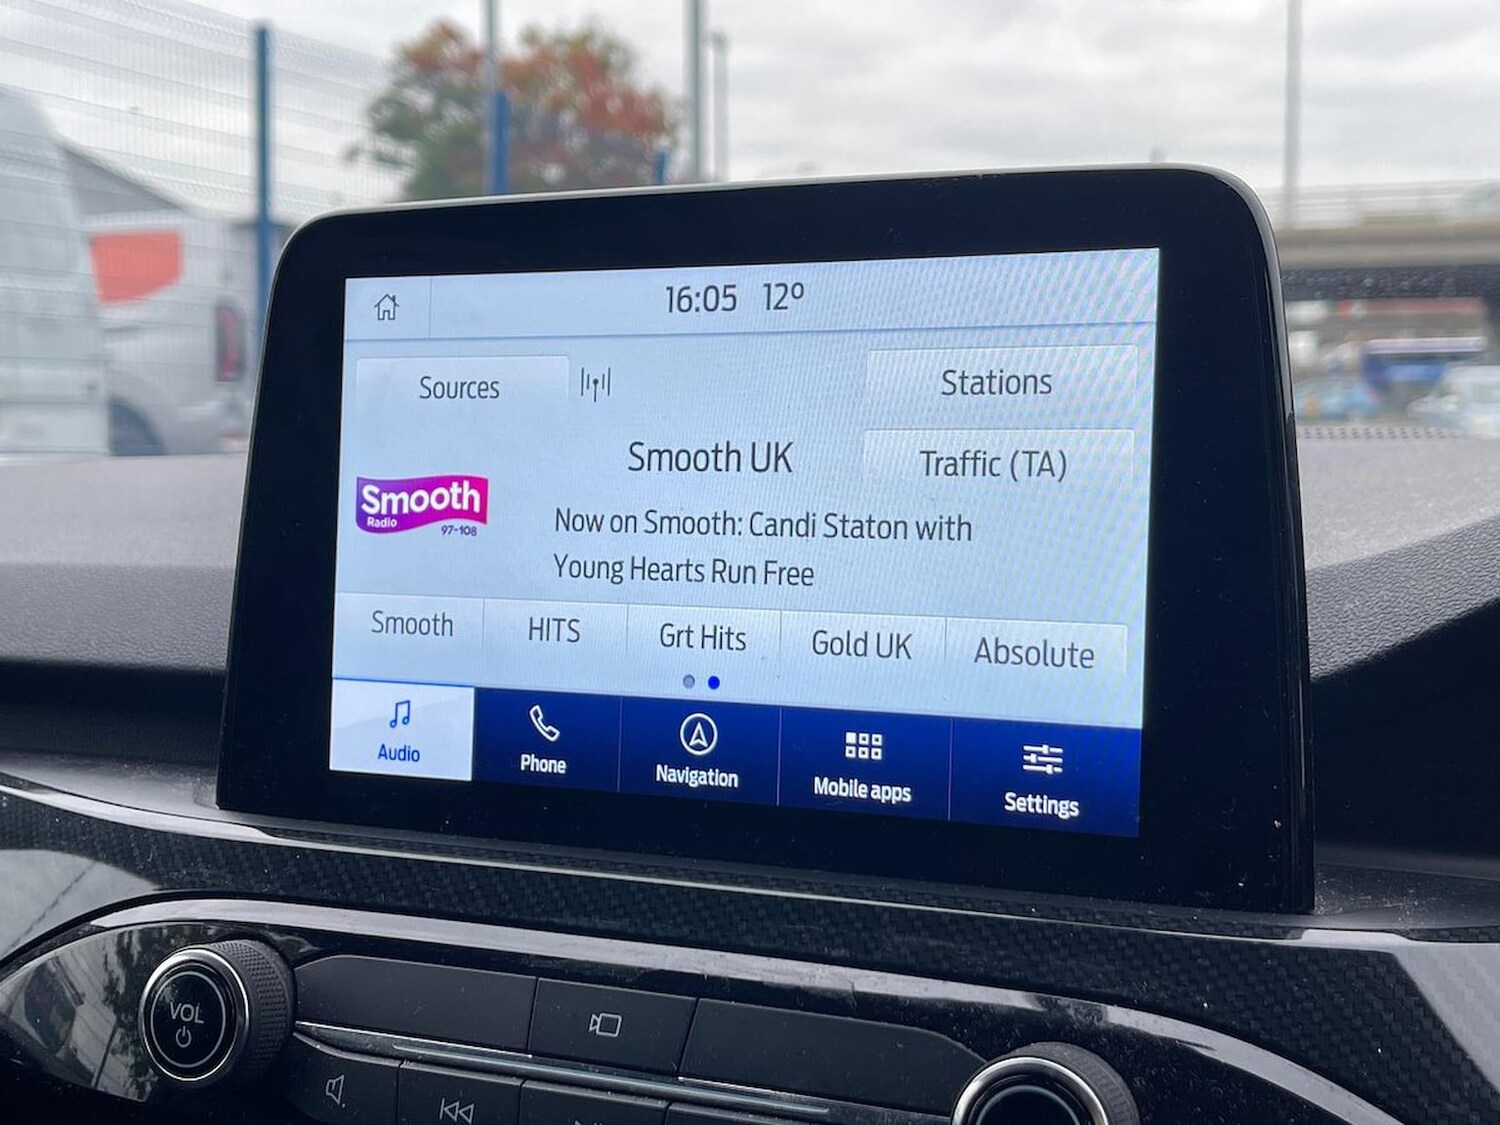 16:05 12º
Sources
Stations
Smooth UK
Traffic (TA)
Smooth
Radio
97-108
Now on Smooth: Candi Staton with
Young Hearts Run Free
Smooth HITS Grt Hits Gold UK Absolute
Audio Phone Navigation Mobile apps Settings
VOL